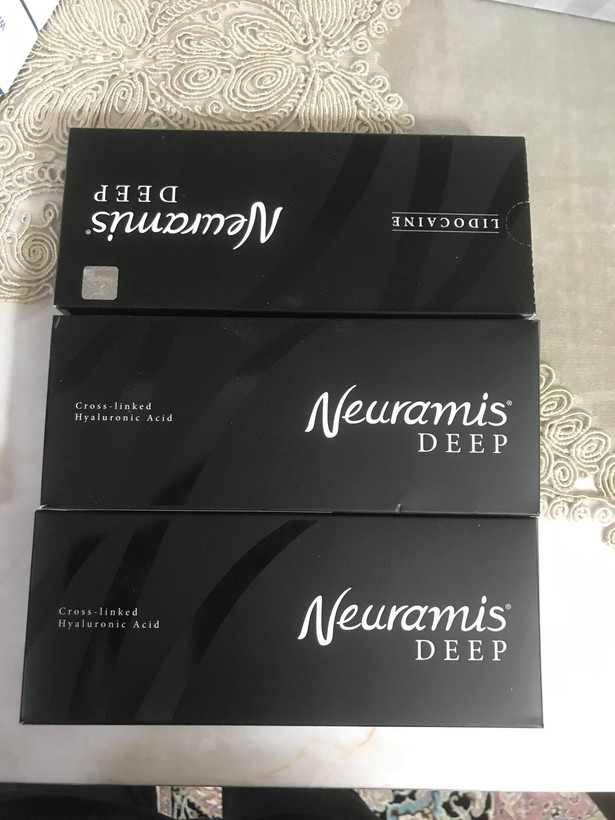 Neuramis®
DEEP
LIDOCAINE
Cross-linked
Hyaluronic Acid
Neuramis®
DEEP
Cross-linked
Hyaluronic Acid
Neuramis®
DEEP